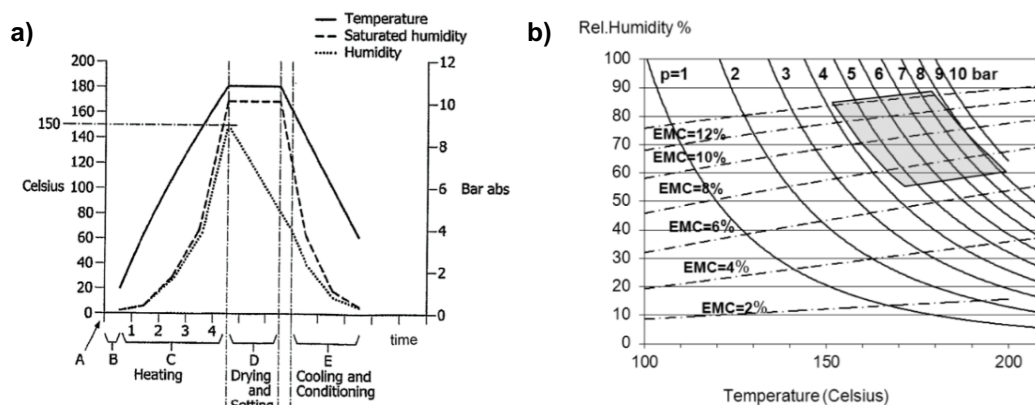 a)
Temperature
Saturated humidity
Humidity
200
180
160
150
140
120
100
Celsius
80
60
40
20
0
12
10
8
6
Bar abs
4
2
0
1 2 3 4
time
A
B
C
D
E
Heating
Drying
and
Cooling and
Conditioning
b)
Rel.Humidity %
100
90
80
70
60
50
40
30
20
10
0
p=1 2 3 4 5 6 7 8 9 10 bar
EMC=12%
EMC=10%
EMC=8%
EMC=6%
EMC=4%
EMC=2%
100 150 200
Temperature (Celsius)